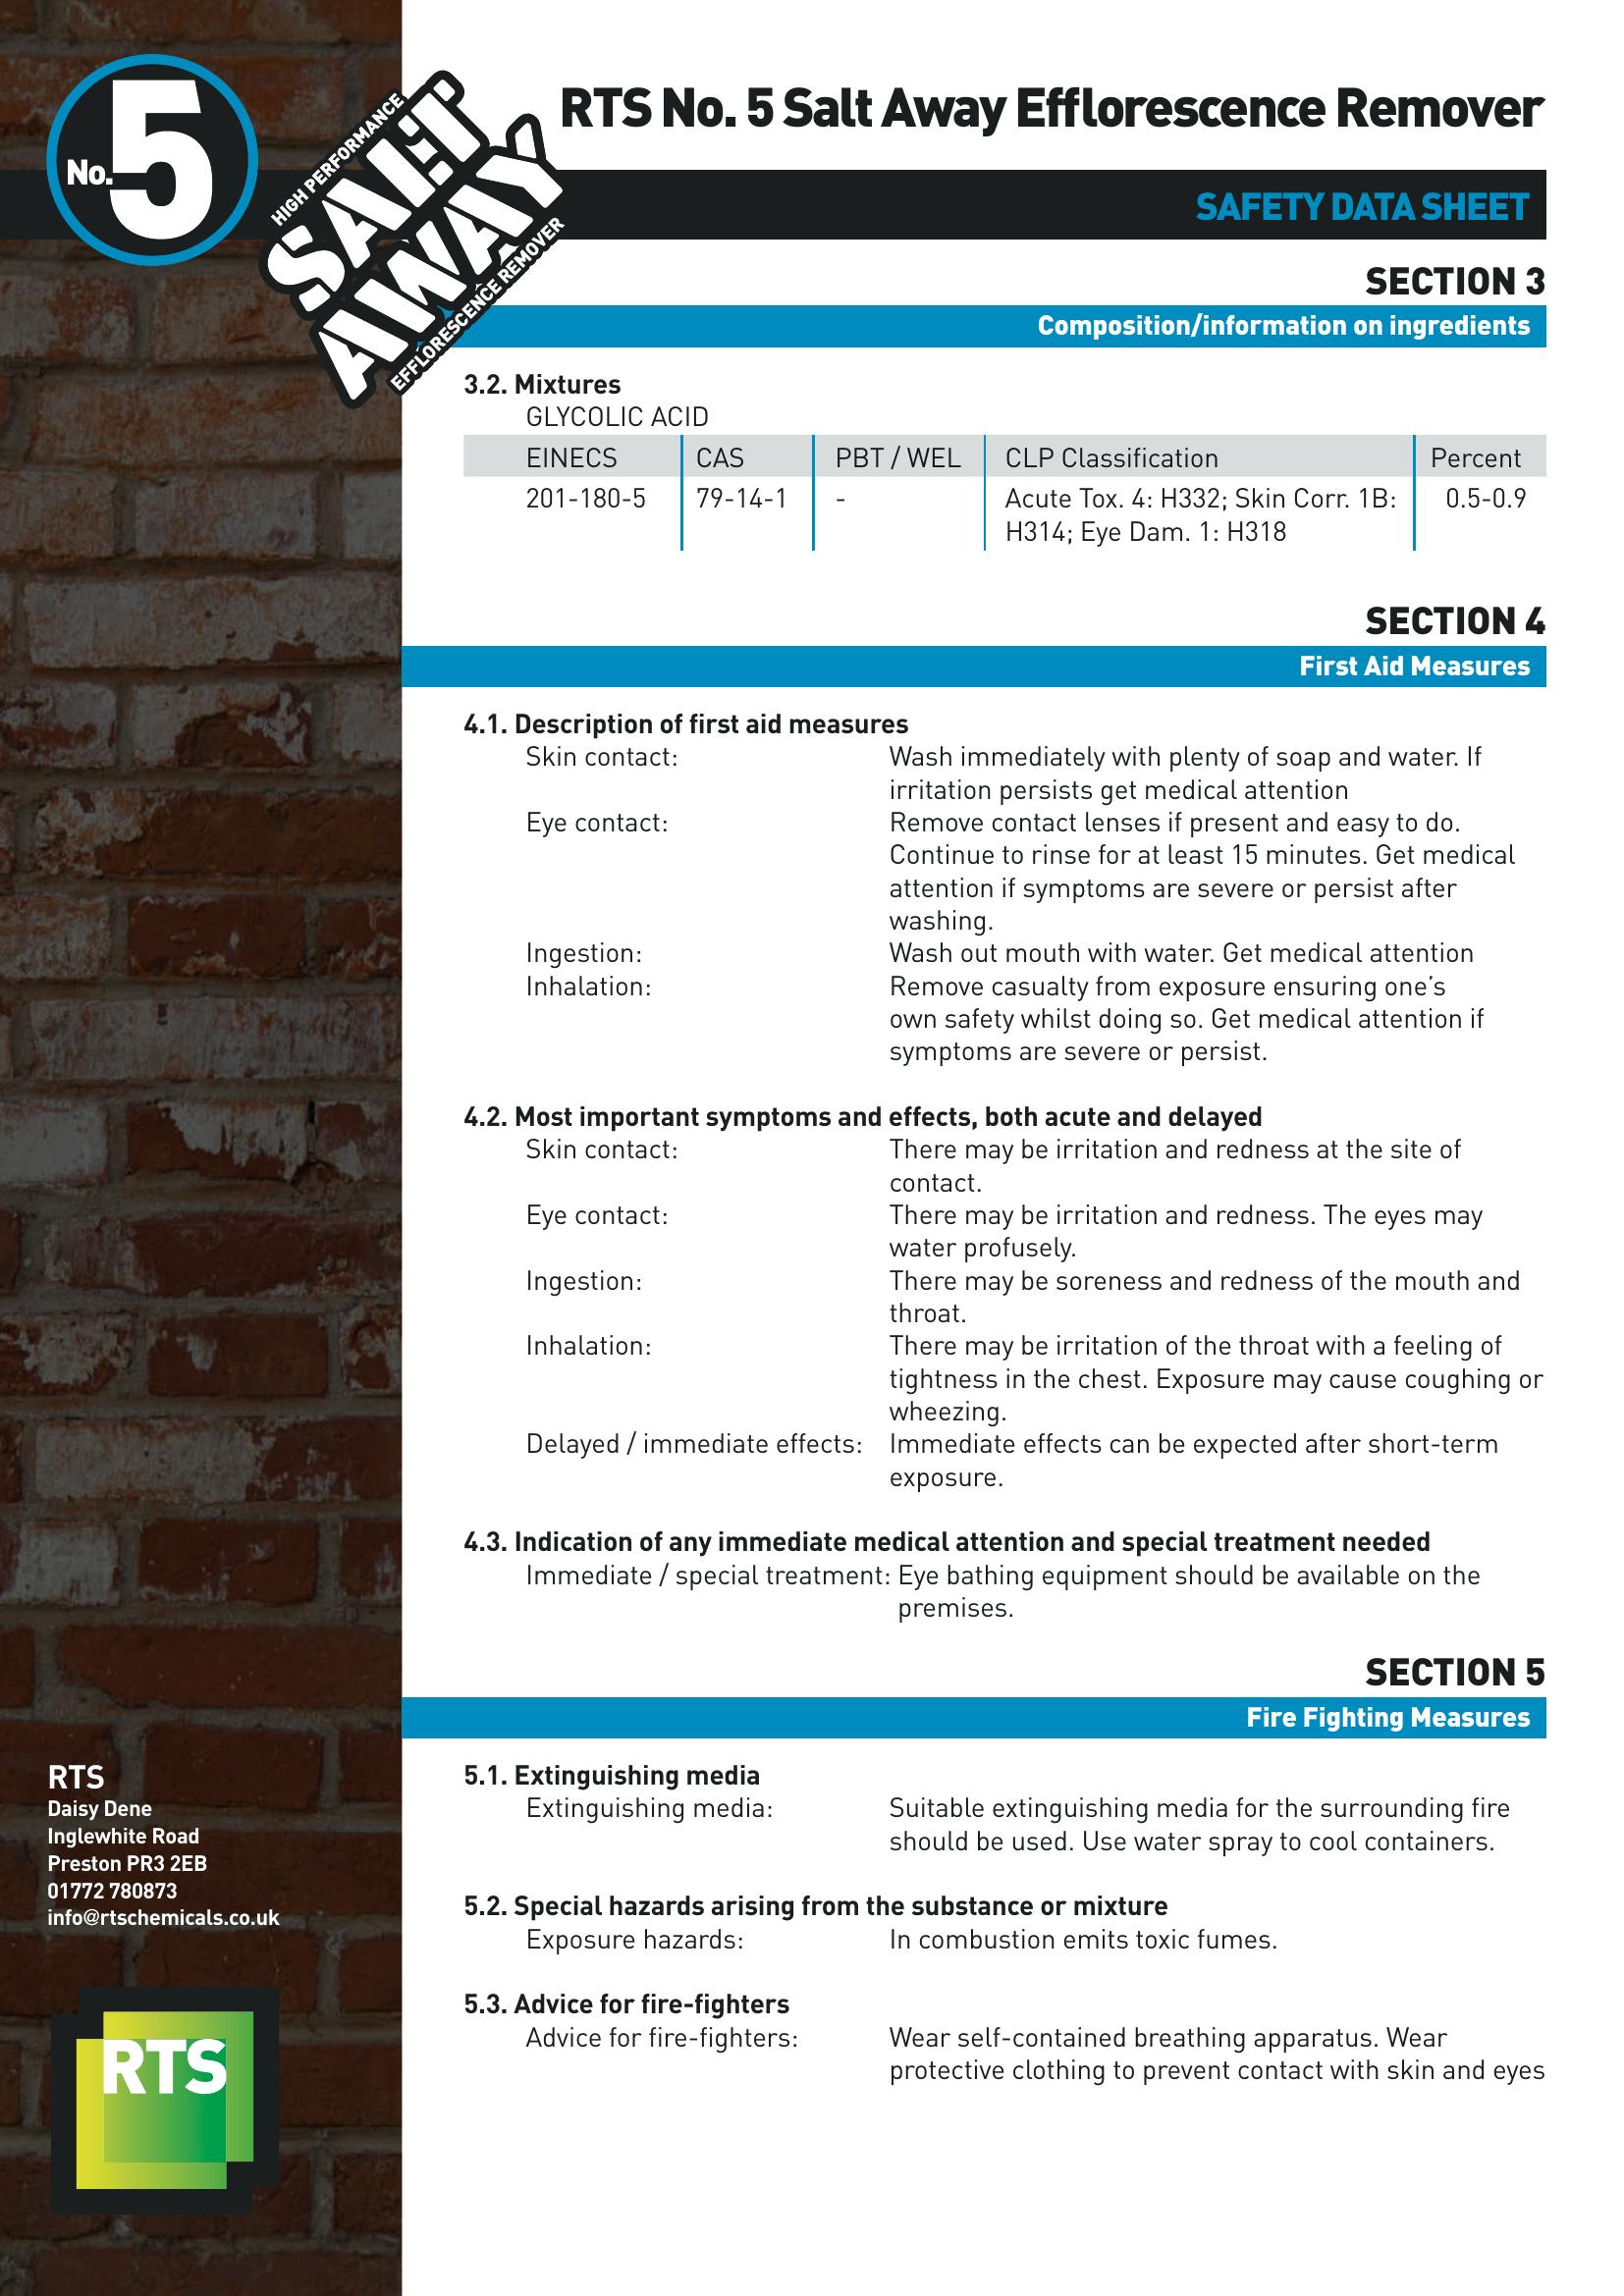 No.5
HIGH PERFORMANCE
SALT
AWAY
EFFLORESCENCE REMOVER
RTS No. 5 Salt Away Efflorescence Remover
SAFETY DATA SHEET
SECTION 3
Composition/information on ingredients
3.2. Mixtures
GLYCOLIC ACID
EINECS CAS PBT / WEL CLP Classification Percent
201-180-5 79-14-1 - Acute Tox. 4: H332; Skin Corr. 1B: 0.5-0.9
H314; Eye Dam. 1: H318
SECTION 4
First Aid Measures
4.1. Description of first aid measures
Skin contact: Wash immediately with plenty of soap and water. If
irritation persists get medical attention
Eye contact: Remove contact lenses if present and easy to do.
Continue to rinse for at least 15 minutes. Get medical
attention if symptoms are severe or persist after
washing.
Ingestion: Wash out mouth with water. Get medical attention
Inhalation: Remove casualty from exposure ensuring one’s
own safety whilst doing so. Get medical attention if
symptoms are severe or persist.
4.2. Most important symptoms and effects, both acute and delayed
Skin contact: There may be irritation and redness at the site of
contact.
Eye contact: There may be irritation and redness. The eyes may
water profusely.
Ingestion: There may be soreness and redness of the mouth and
throat.
Inhalation: There may be irritation of the throat with a feeling of
tightness in the chest. Exposure may cause coughing or
wheezing.
Delayed / immediate effects: Immediate effects can be expected after short-term
exposure.
4.3. Indication of any immediate medical attention and special treatment needed
Immediate / special treatment: Eye bathing equipment should be available on the
premises.
SECTION 5
Fire Fighting Measures
5.1. Extinguishing media
Extinguishing media: Suitable extinguishing media for the surrounding fire
should be used. Use water spray to cool containers.
5.2. Special hazards arising from the substance or mixture
Exposure hazards: In combustion emits toxic fumes.
5.3. Advice for fire-fighters
Advice for fire-fighters: Wear self-contained breathing apparatus. Wear
protective clothing to prevent contact with skin and eyes
RTS
Daisy Dene
Inglewhite Road
Preston PR3 2EB
01772 780873
info@rtschemicals.co.uk
RTS